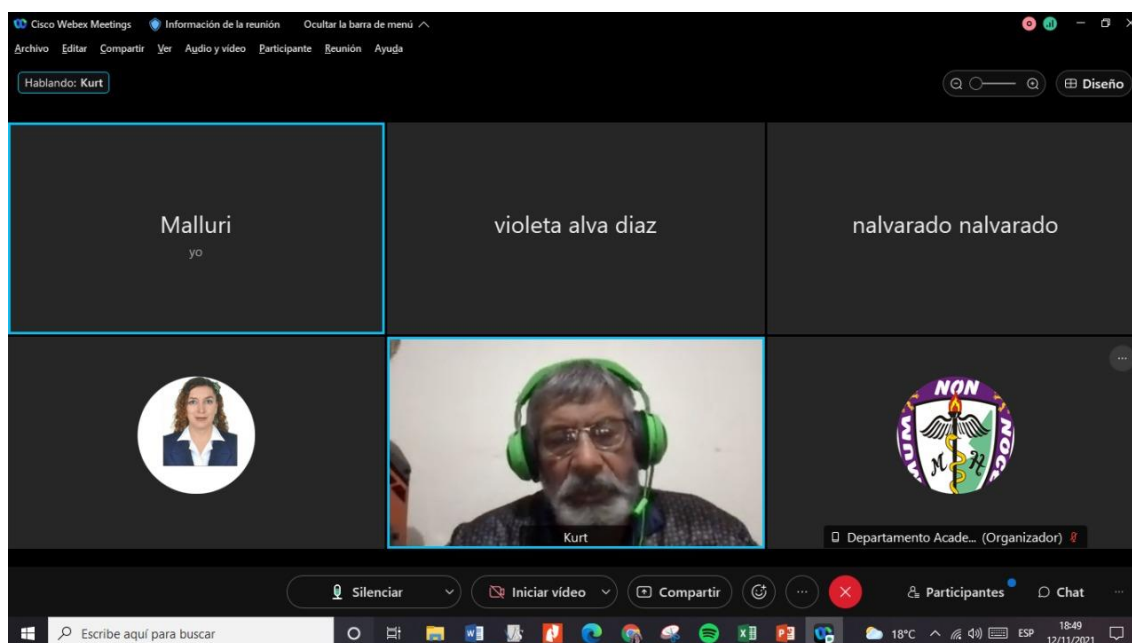 Cisco Webex Meetings Información de la reunión Ocultar la barra de menú
Archivo Editar Compartir Ver Audio y vídeo Participante Reunión Ayuda
Hablando: Kurt
Diseño
Malluri
yo
violeta alva diaz
nalvarado nalvarado
Kurt
NON
NOC
MUM
M H
Departamento Acade... (Organizador)
Silenciar Iniciar vídeo Compartir Participantes Chat
Escribe aquí para buscar
18°C ESP 18:49
12/11/2021